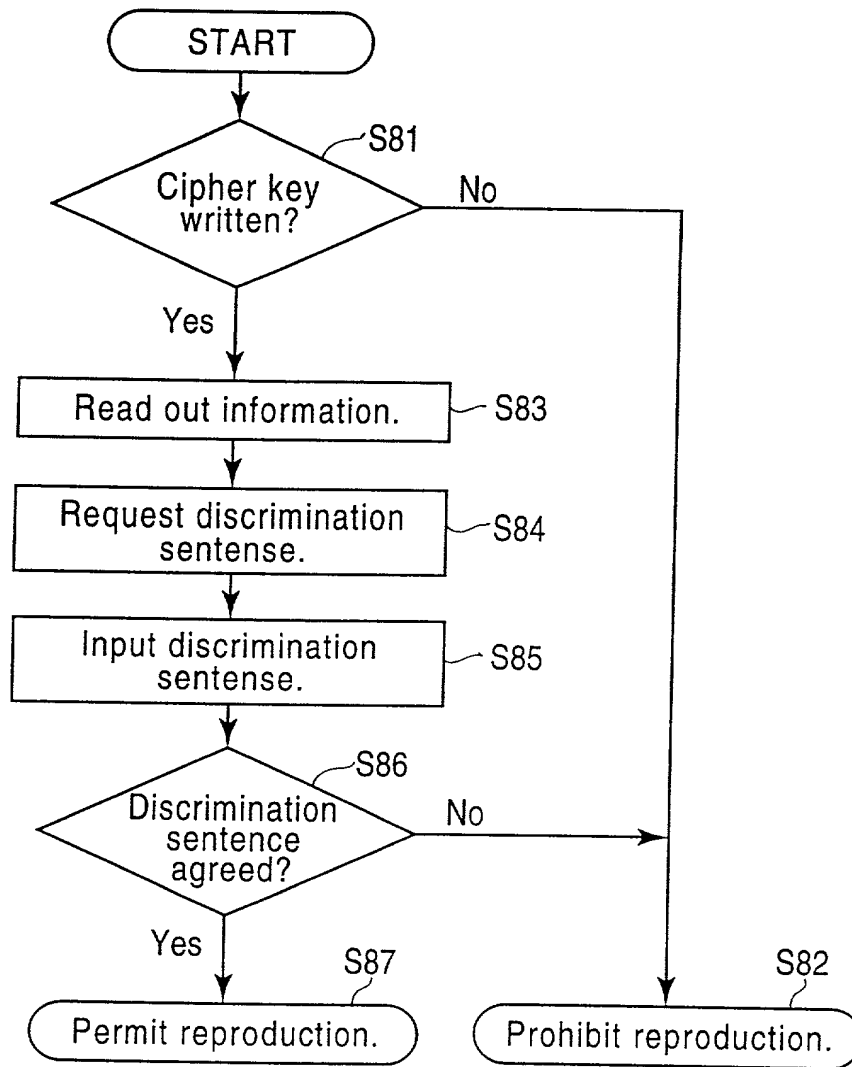 START
S81
Cipher key
written?
No
Yes
Read out information.
S83
Request discrimination
sentense.
S84
Input discrimination
sentense.
S85
S86
Discrimination
sentence
agreed?
No
Yes
S87
Permit reproduction.
S82
Prohibit reproduction.